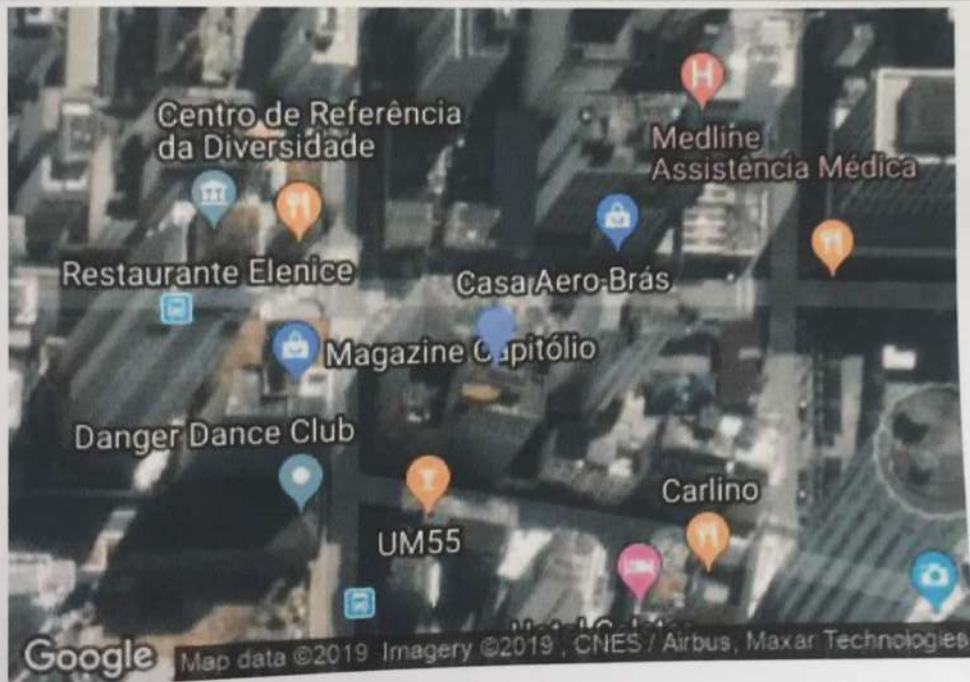 Centro de Referência
da Diversidade
H
Medline
Assistência Médica
Restaurante Elenice
Casa Aero-Brás
Magazine Capitólio
Danger Dance Club
Carlino
UM55
Google
Map data ©2019 Imagery ©2019 , CNES / Airbus, Maxar Technologies